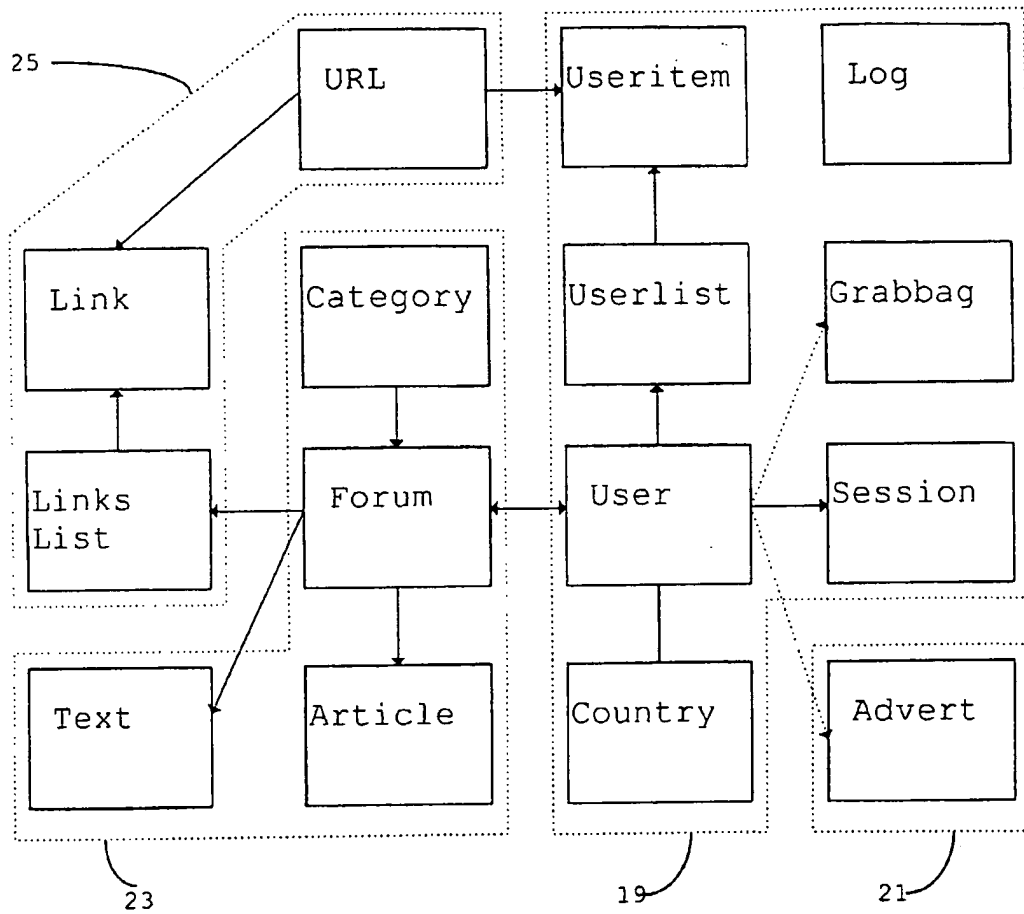 25
URL
Useritem
Log
Link
Category
Userlist
Grabbag
Links
List
Forum
User
Session
Text
Article
Country
Advert
23
19
21